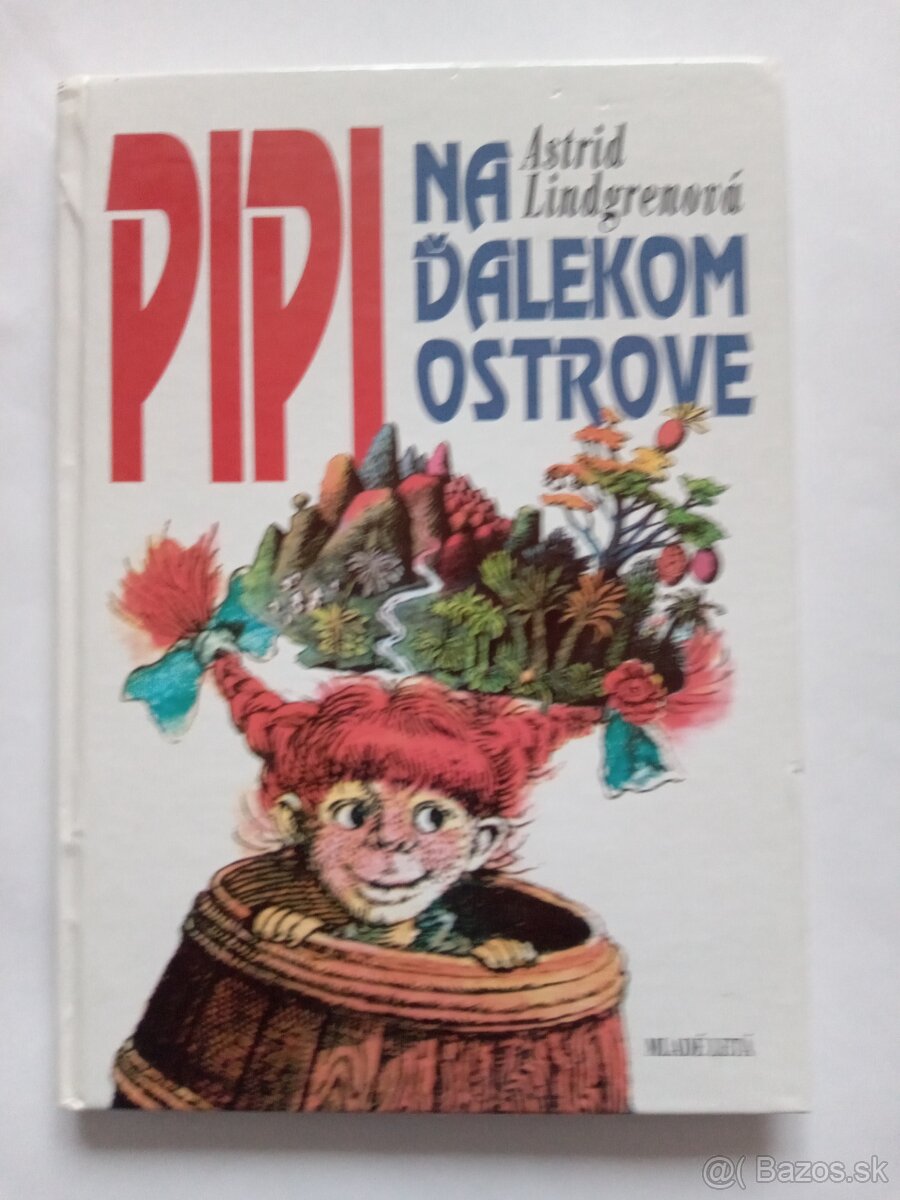 PIPI
NA
Astrid
Lindgrenová
ĎALEKOM
OSTROVE
MLADÉ LETÁ
@( Bazos.sk